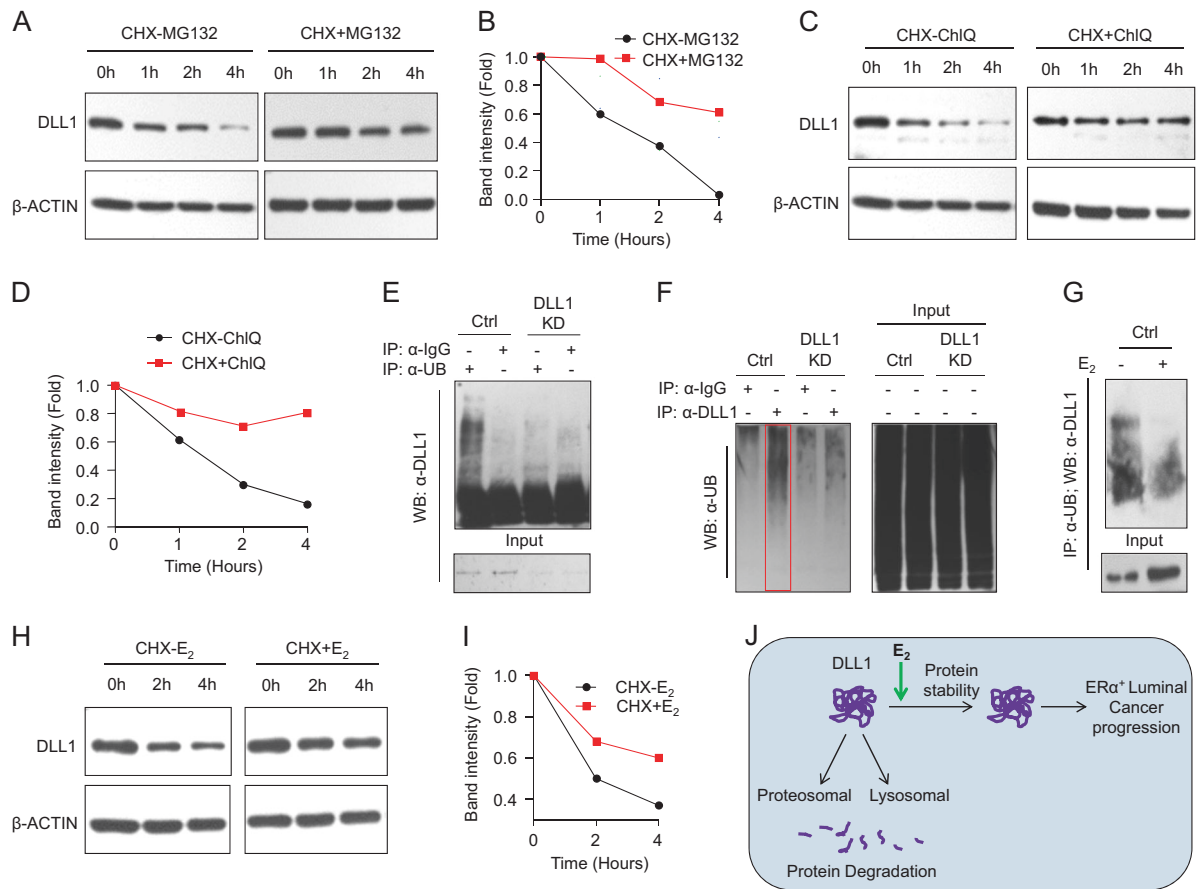 A
CHX-MG132 CHX+MG132
0h 1h 2h 4h 0h 1h 2h 4h
DLL1
β-ACTIN
B
CHX-MG132
CHX+MG132
Band intensity (Fold)
1.0
0.8
0.6
0.4
0.2
0.0
0 1 2 4
Time (Hours)
C
CHX-ChlQ CHX+ChlQ
0h 1h 2h 4h 0h 1h 2h 4h
DLL1
β-ACTIN
D
CHX-ChlQ
CHX+ChlQ
Band intensity (Fold)
1.0
0.8
0.6
0.4
0.2
0.0
0 1 2 4
Time (Hours)
E
Ctrl DLL1
KD
IP: α-IgG - + - +
IP: α-UB + - + -
WB: α-DLL1
Input
F
Input
Ctrl DLL1
KD Ctrl DLL1
KD
IP: α-IgG + - + - - - - -
IP: α-DLL1 - + - + - - - -
WB: α-UB
G
Ctrl
E₂ - +
IP: α-UB; WB: α-DLL1
Input
H
CHX-E₂ CHX+E₂
0h 2h 4h 0h 2h 4h
DLL1
β-ACTIN
I
CHX-E₂
CHX+E₂
Band intensity (Fold)
1.0
0.8
0.6
0.4
0 2 4
Time (Hours)
J
DLL1 E₂ Protein
stability
ERα⁺ Luminal
Cancer
progression
Proteosomal Lysosomal
Protein Degradation